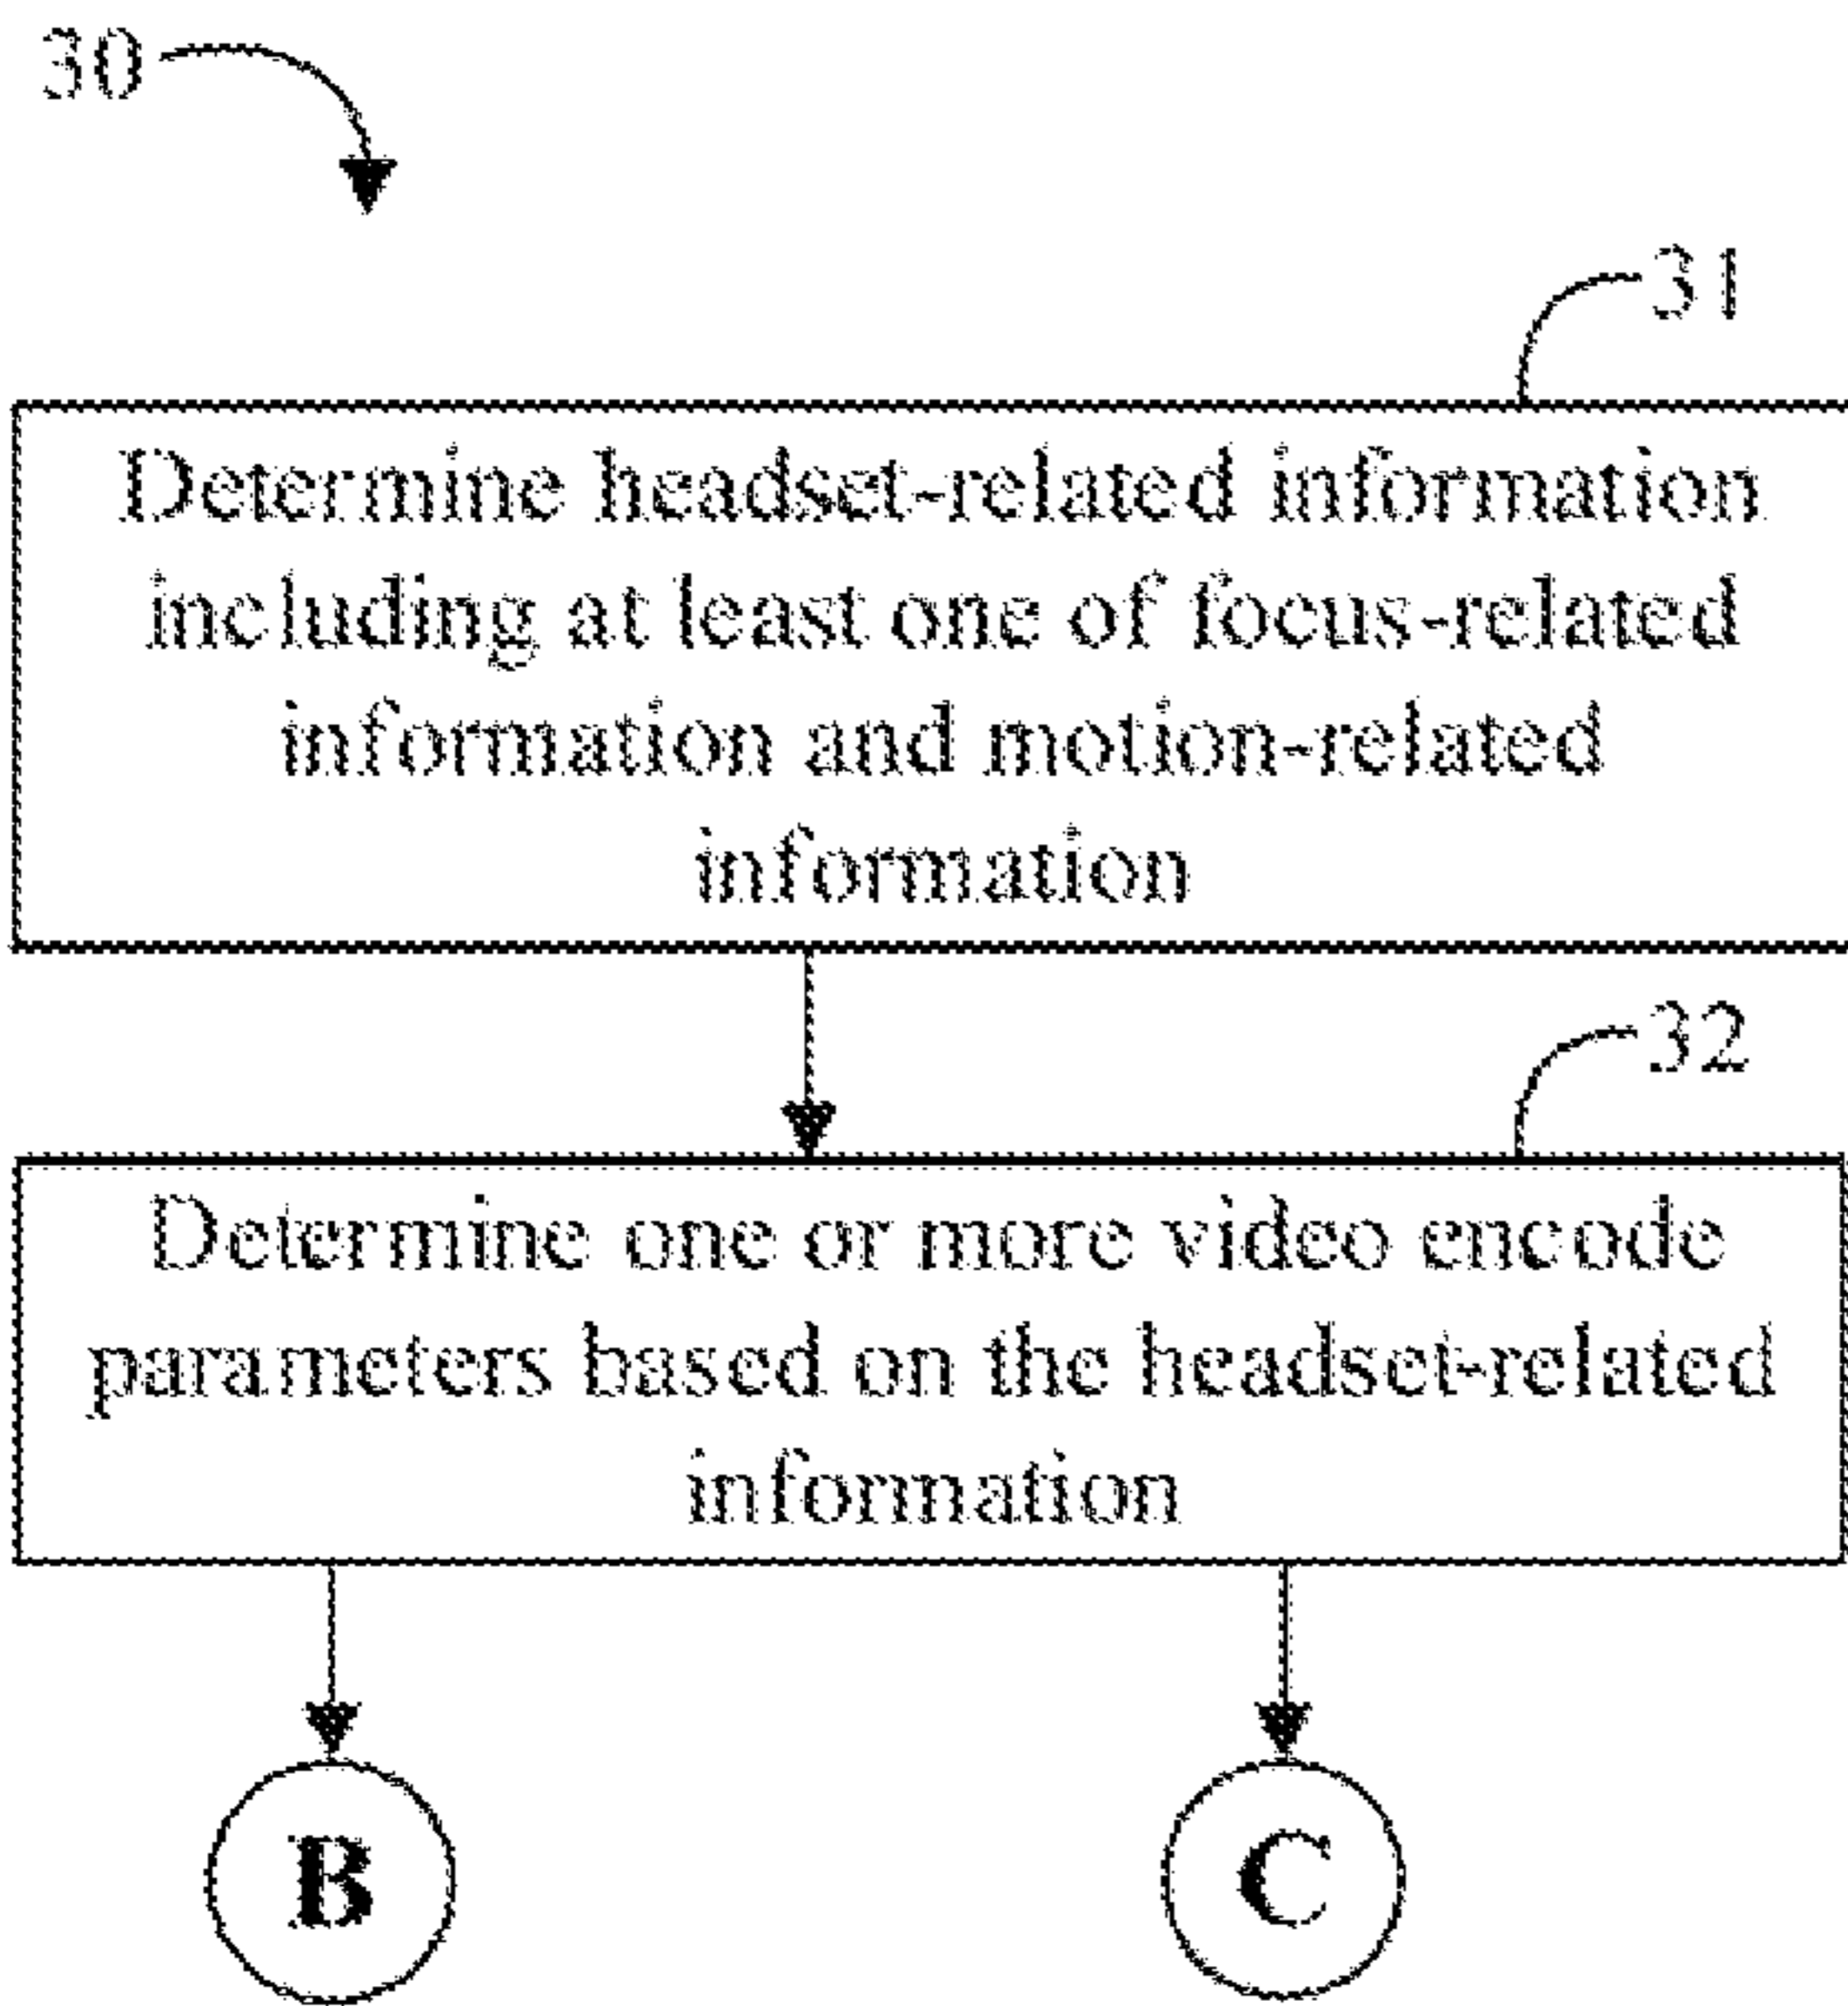 30
31
Determine headset-related information
including at least one of focus-related
information and motion-related
information
32
Determine one or more video encode
parameters based on the headset-related
information
B
C